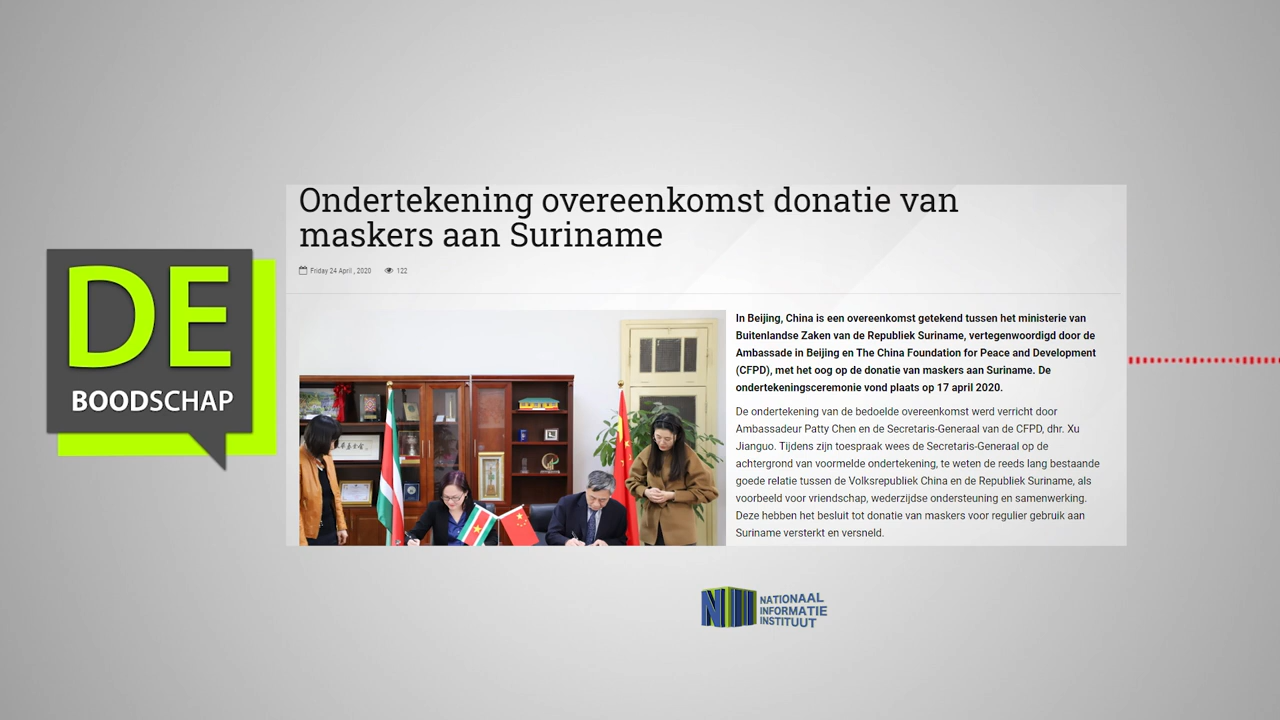 DE
BOODSCHAP
Ondertekening overeenkomst donatie van
maskers aan Suriname
Friday 24 April , 2020 122
In Beijing, China is een overeenkomst getekend tussen het ministerie van
Buitenlandse Zaken van de Republiek Suriname, vertegenwoordigd door de
Ambassade in Beijing en The China Foundation for Peace and Development
(CFPD), met het oog op de donatie van maskers aan Suriname. De
ondertekeningsceremonie vond plaats op 17 april 2020.
De ondertekening van de bedoelde overeenkomst werd verricht door
Ambassadeur Patty Chen en de Secretaris-Generaal van de CFPD, dhr. Xu
Jianguo. Tijdens zijn toespraak wees de Secretaris-Generaal op de
achtergrond van voormelde ondertekening, te weten de reeds lang bestaande
goede relatie tussen de Volksrepubliek China en de Republiek Suriname, als
voorbeeld voor vriendschap, wederzijdse ondersteuning en samenwerking.
Deze hebben het besluit tot donatie van maskers voor regulier gebruik aan
Suriname versterkt en versneld.
NII
NATIONAAL
INFORMATIE
INSTITUUT